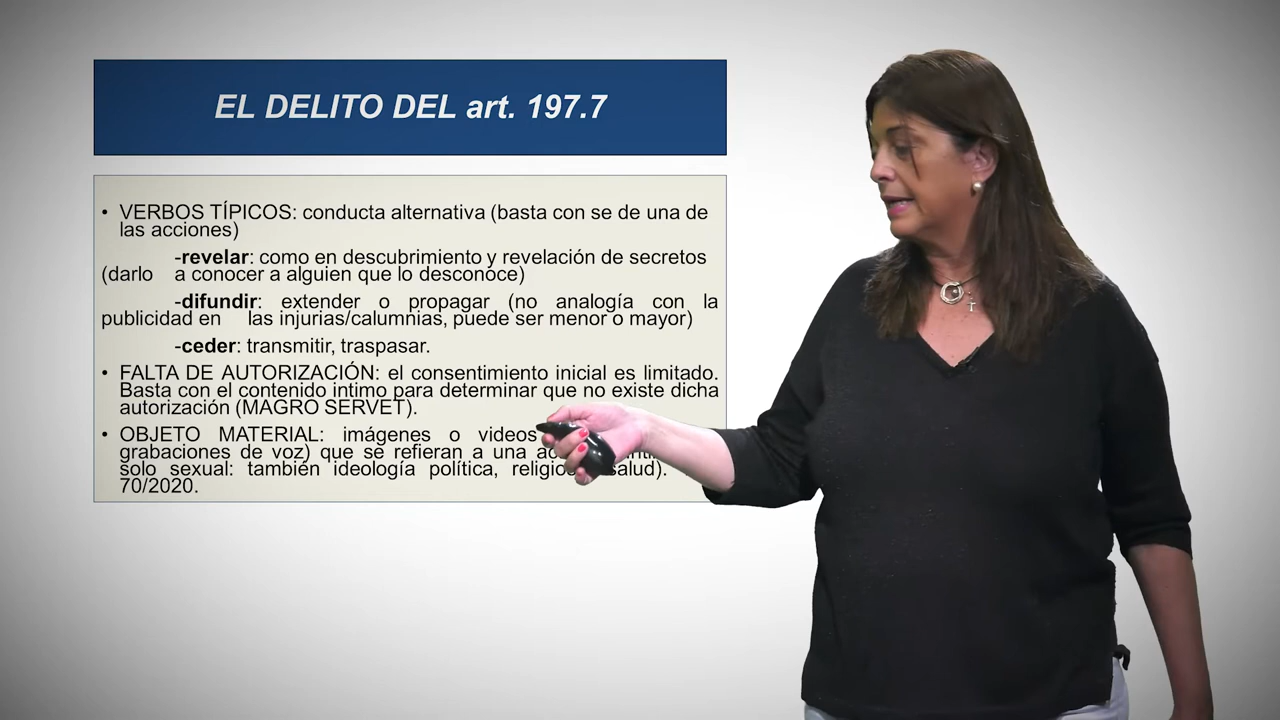 EL DELITO DEL art. 197.7
• VERBOS TÍPICOS: conducta alternativa (basta con se de una de
las acciones)
-revelar: como en descubrimiento y revelación de secretos
(darlo a conocer a alguien que lo desconoce)
-difundir: extender o propagar (no analogía con la
publicidad en las injurias/calumnias, puede ser menor o mayor)
-ceder: transmitir, traspasar.
• FALTA DE AUTORIZACIÓN: el consentimiento inicial es limitado.
Basta con el contenido intimo para determinar que no existe dicha
autorización (MAGRO SERVET).
• OBJETO MATERIAL: imágenes o videos
grabaciones de voz) que se refieran a una
solo sexual: también ideología política, salud).
70/2020.